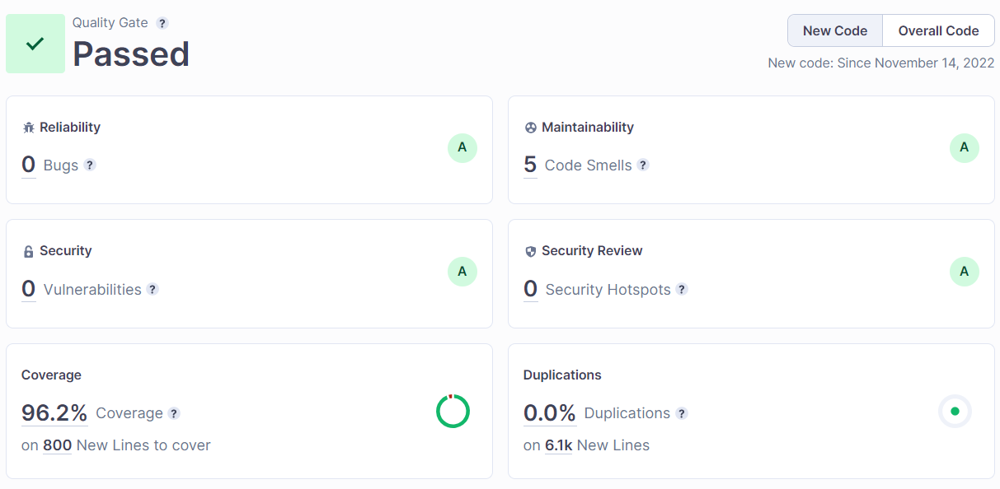 Quality Gate ?
Passed
New Code Overall Code
New code: Since November 14, 2022
Reliability
0 Bugs ?
A
Maintainability
5 Code Smells ?
A
Security
0 Vulnerabilities ?
A
Security Review
0 Security Hotspots ?
A
Coverage
96.2% Coverage ?
on 800 New Lines to cover
Duplications
0.0% Duplications ?
on 6.1k New Lines